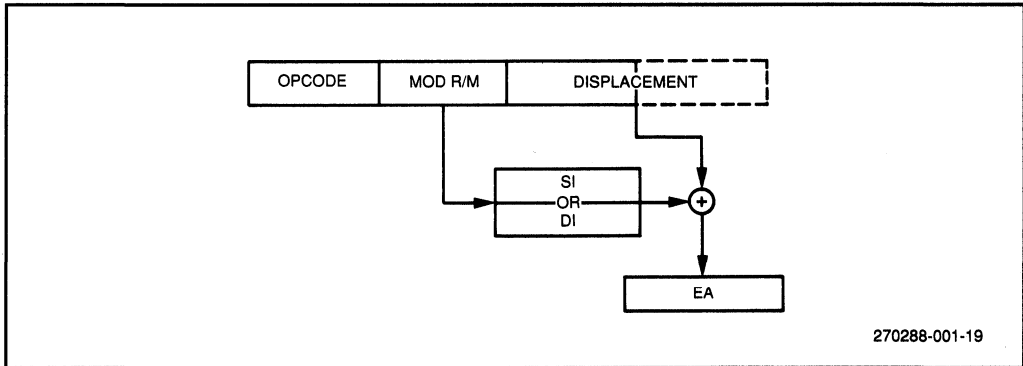 OPCODE MOD R/M DISPLACEMENT
SI
OR
DI
+
EA
270288-001-19